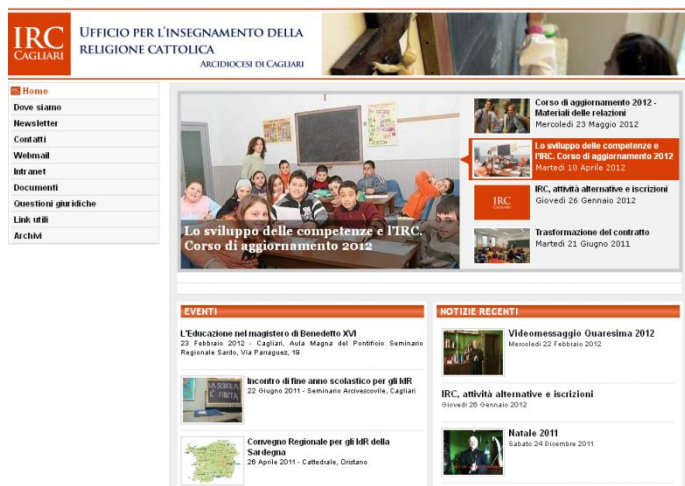 IRC
CAGLIARI
UFFICIO PER L'INSEGNAMENTO DELLA
RELIGIONE CATTOLICA
ARCIDIOCESI DI CAGLIARI
Home
Dove siamo
Newsletter
Contatti
Webmail
Intranet
Documenti
Questioni giuridiche
Link utili
Archivi
Lo sviluppo delle competenze e l'IRC.
Corso di aggiornamento 2012
Corso di aggiornamento 2012 -
Materiali delle relazioni
Mercoledì 23 Maggio 2012
Lo sviluppo delle competenze e
l'IRC. Corso di aggiornamento 2012
Martedì 10 Aprile 2012
IRC
CAGLIARI
IRC, attività alternative e iscrizioni
Giovedì 26 Gennaio 2012
Trasformazione del contratto
Martedì 21 Giugno 2011
EVENTI
L'Educazione nel magistero di Benedetto XVI
23 Febbraio 2012 - Cagliari, Aula Magna del Pontificio Seminario
Regionale Sardo, Via Parraguez, 19
LA SCUOLA
È FINITA
Incontro di fine anno scolastico per gli IdR
22 Giugno 2011 - Seminario Arcivescovile, Cagliari
Convegno Regionale per gli IdR della
Sardegna
26 Aprile 2011 - Cattedrale, Oristano
NOTIZIE RECENTI
Videomessaggio Quaresima 2012
Mercoledì 22 Febbraio 2012
IRC, attività alternative e iscrizioni
Giovedì 26 Gennaio 2012
Natale 2011
Sabato 24 Dicembre 2011